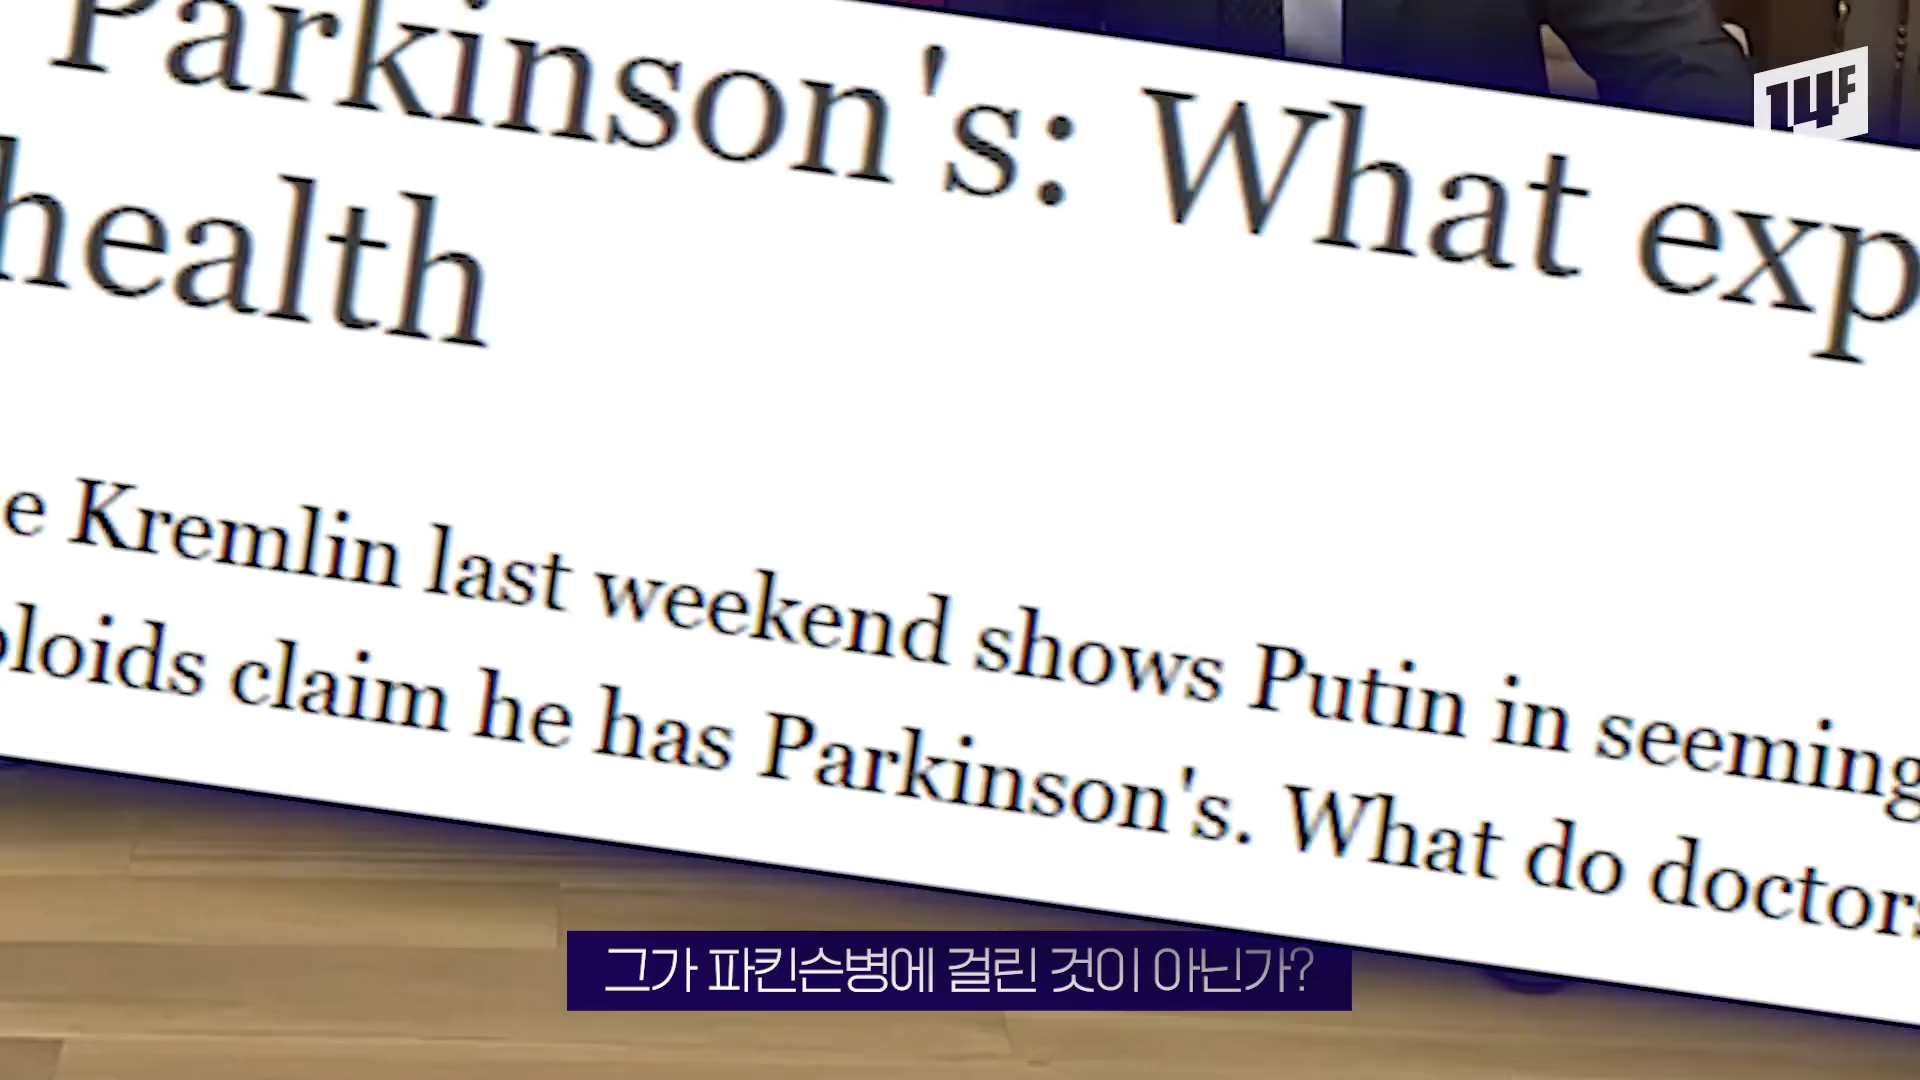 Parkinson's: What exp
health
e Kremlin last weekend shows Putin in seeming
loids claim he has Parkinson's. What do doctors
그가 파킨슨병에 걸린 것이 아닌가?
14F